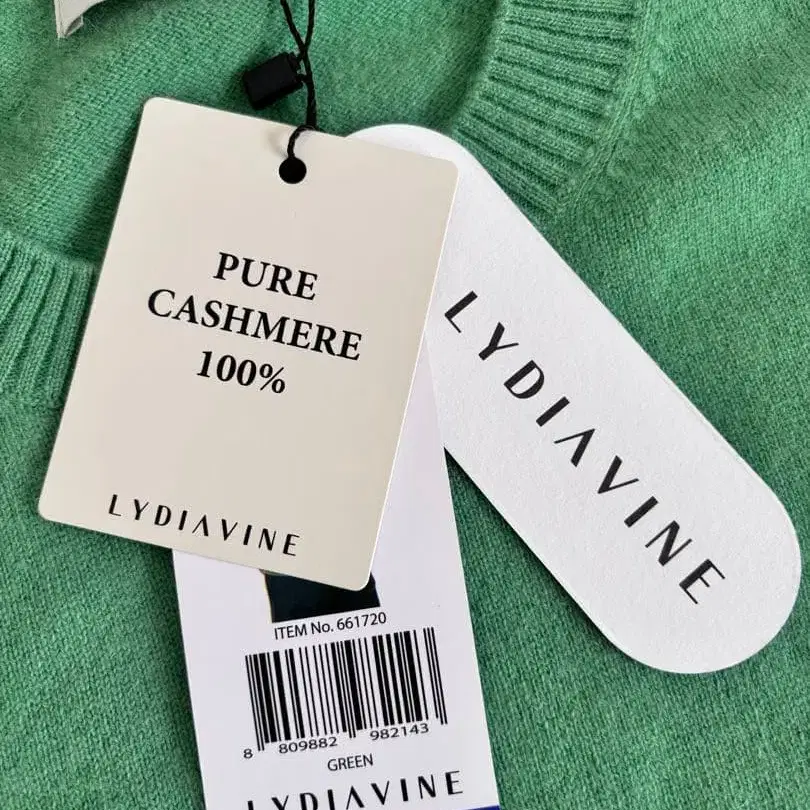 PURE
CASHMERE
100%
LYDIAVINE
LYDIAVINE
ITEM No. 661720
8 809882 982143
GREEN
LYDIAVINE